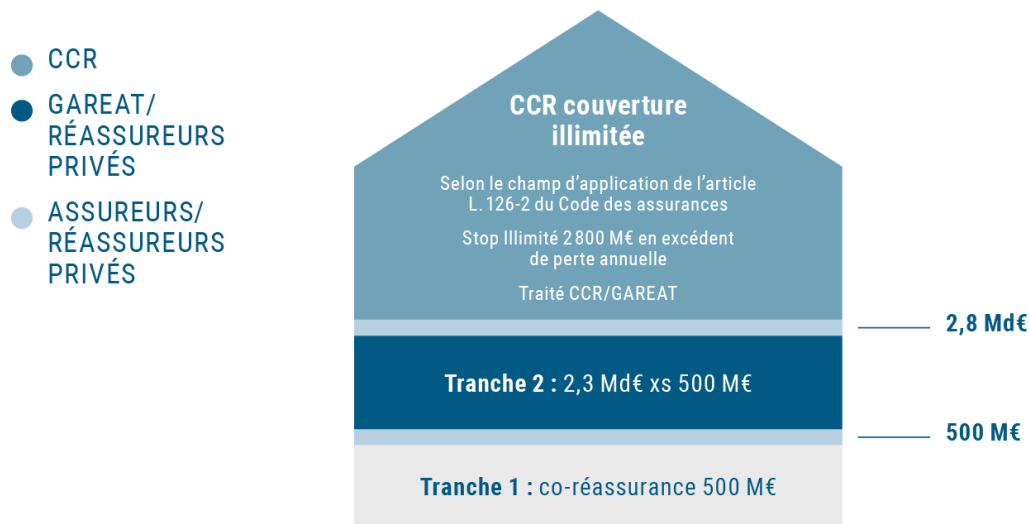 CCR
GAREAT/
RÉASSUREURS
PRIVÉS
ASSUREURS/
RÉASSUREURS
PRIVÉS
CCR couverture
illimitée
Selon le champ d’application de l’article
L. 126-2 du Code des assurances
Stop Illimité 2 800 M€ en excédent
de perte annuelle
Traité CCR/GAREAT
2,8 Md€
Tranche 2 : 2,3 Md€ xs 500 M€
500 M€
Tranche 1 : co-réassurance 500 M€